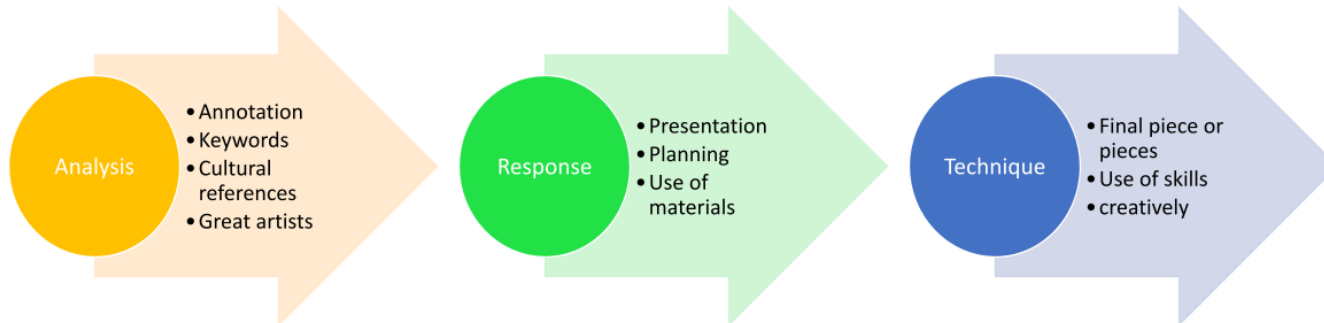 Analysis
• Annotation
• Keywords
• Cultural
references
• Great artists
Response
• Presentation
• Planning
• Use of
materials
Technique
• Final piece or
pieces
• Use of skills
• creatively